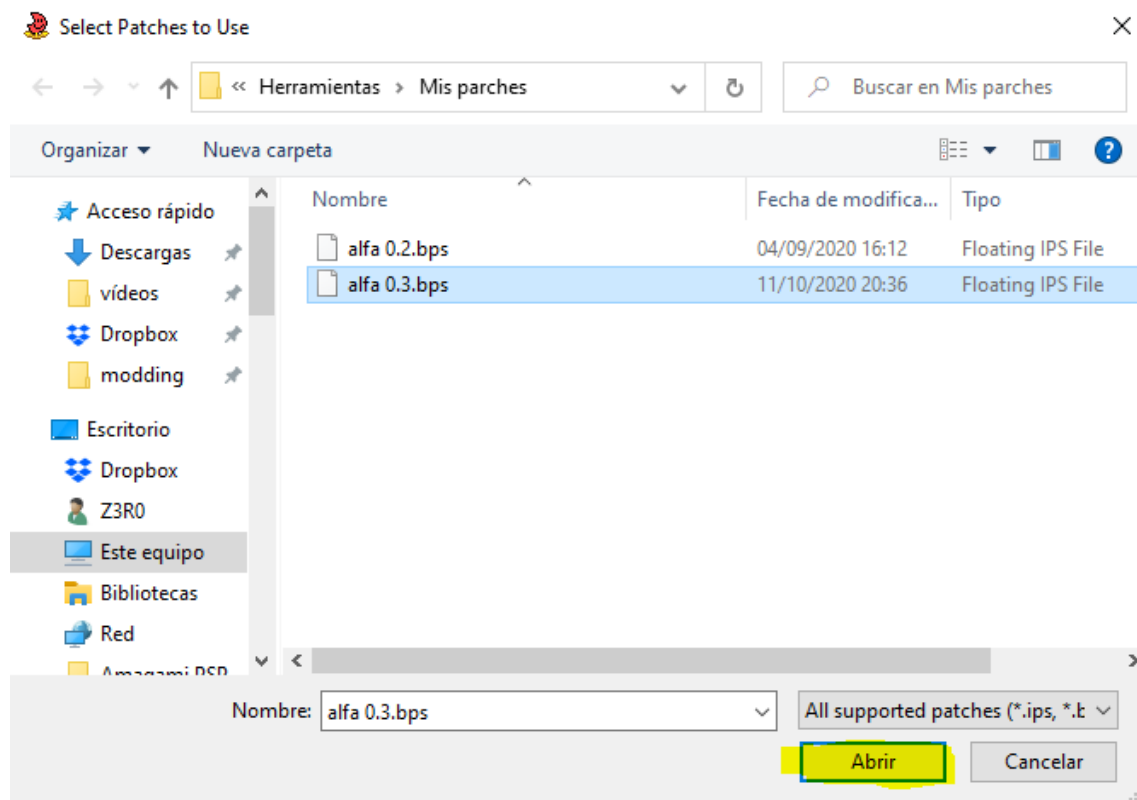 Select Patches to Use
« Herramientas › Mis parches
Buscar en Mis parches
Organizar
Nueva carpeta
Nombre
Fecha de modifica...
Tipo
Acceso rápido
Descargas
vídeos
Dropbox
modding
Escritorio
Dropbox
Z3R0
Este equipo
Bibliotecas
Red
Amagami PSP
alfa 0.2.bps 04/09/2020 16:12 Floating IPS File
alfa 0.3.bps 11/10/2020 20:36 Floating IPS File
Nombre: alfa 0.3.bps
All supported patches (*.ips, *.b
Abrir
Cancelar